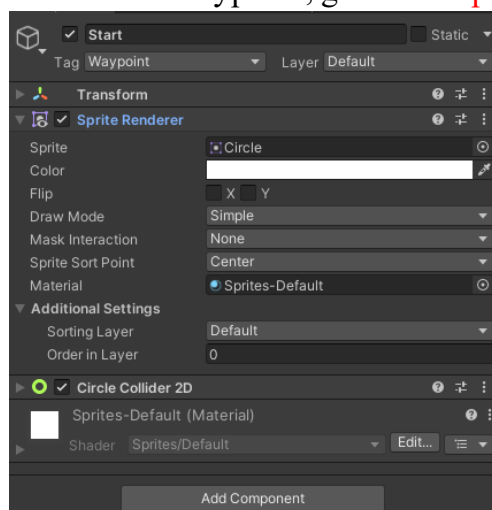 Start Static
Tag Waypoint Layer Default
Transform
Sprite Renderer
Sprite Circle
Color
Flip X Y
Draw Mode Simple
Mask Interaction None
Sprite Sort Point Center
Material Sprites-Default
Additional Settings
Sorting Layer Default
Order in Layer 0
Circle Collider 2D
Sprites-Default (Material)
Shader Sprites/Default Edit...
Add Component